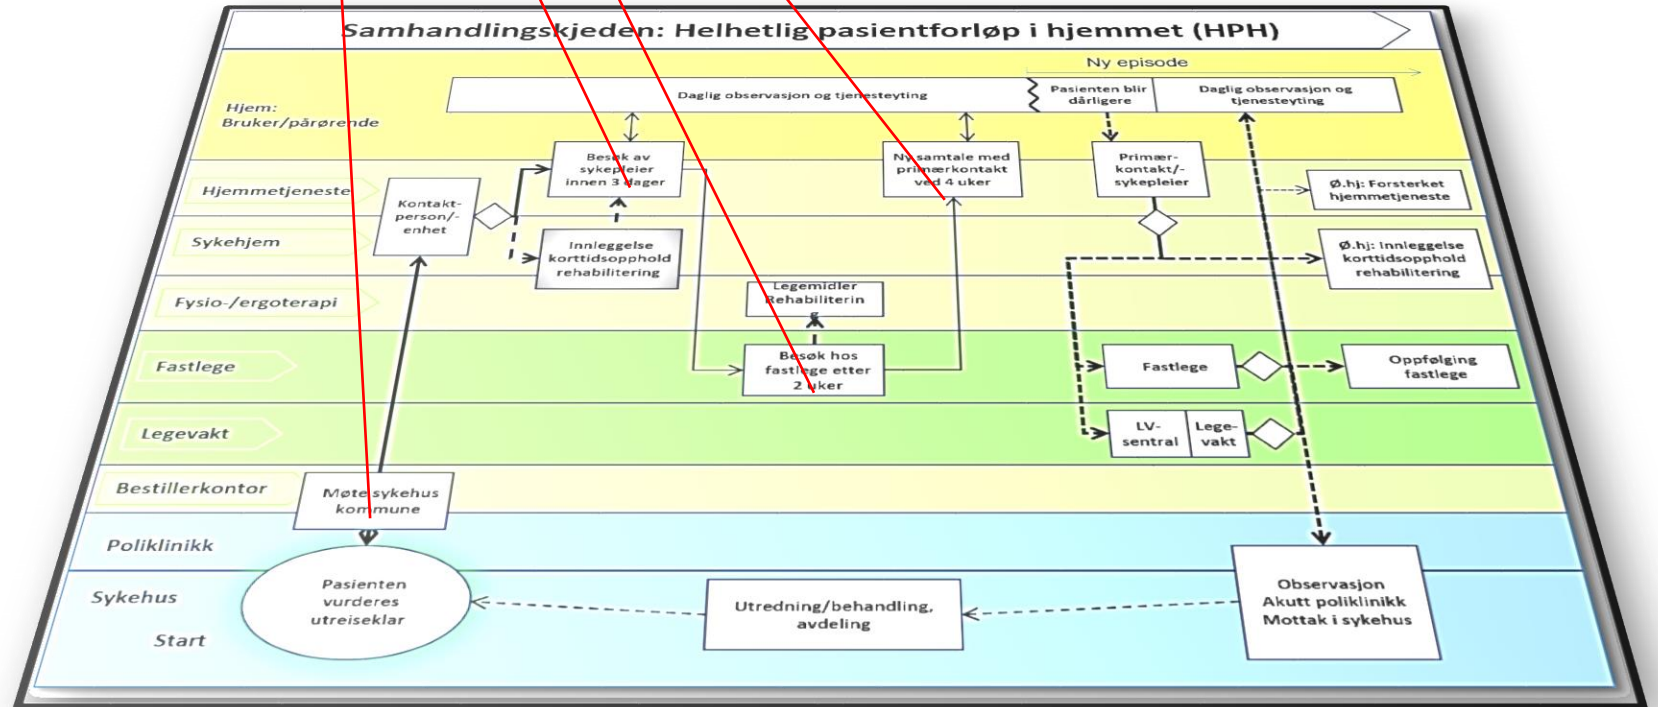 Samhandlingskjeden: Helhetlig pasientforløp i hjemmet (HPH)
Ny episode
Hjem:
Bruker/pårørende
Daglig observasjon og tjenesteyting
Pasienten blir
dårligere
Daglig observasjon og
tjenesteyting
Hjemmetjeneste
Besøk av
sykepleier
innen 3 dager
Ny samtale med
primærkontakt
ved 4 uker
Primær-
kontakt/-
sykepleier
Ø.hj: Forsterket
hjemmetjeneste
Kontakt-
person/-
enhet
Sykehjem
Innleggelse
korttidsopphold
rehabilitering
Ø.hj: Innleggelse
korttidsopphold
rehabilitering
Fysio-/ergoterapi
Legemidler
Rehabiliterin
g
Fastlege
Besøk hos
fastlege etter
2 uker
Fastlege
Oppfølging
fastlege
Legevakt
LV-
sentral
Lege-
vakt
Bestillerkontor
Møte sykehus
kommune
Poliklinikk
Sykehus
Start
Pasienten
vurderes
utreiseklar
Utredning/behandling,
avdeling
Observasjon
Akutt poliklinikk
Mottak i sykehus